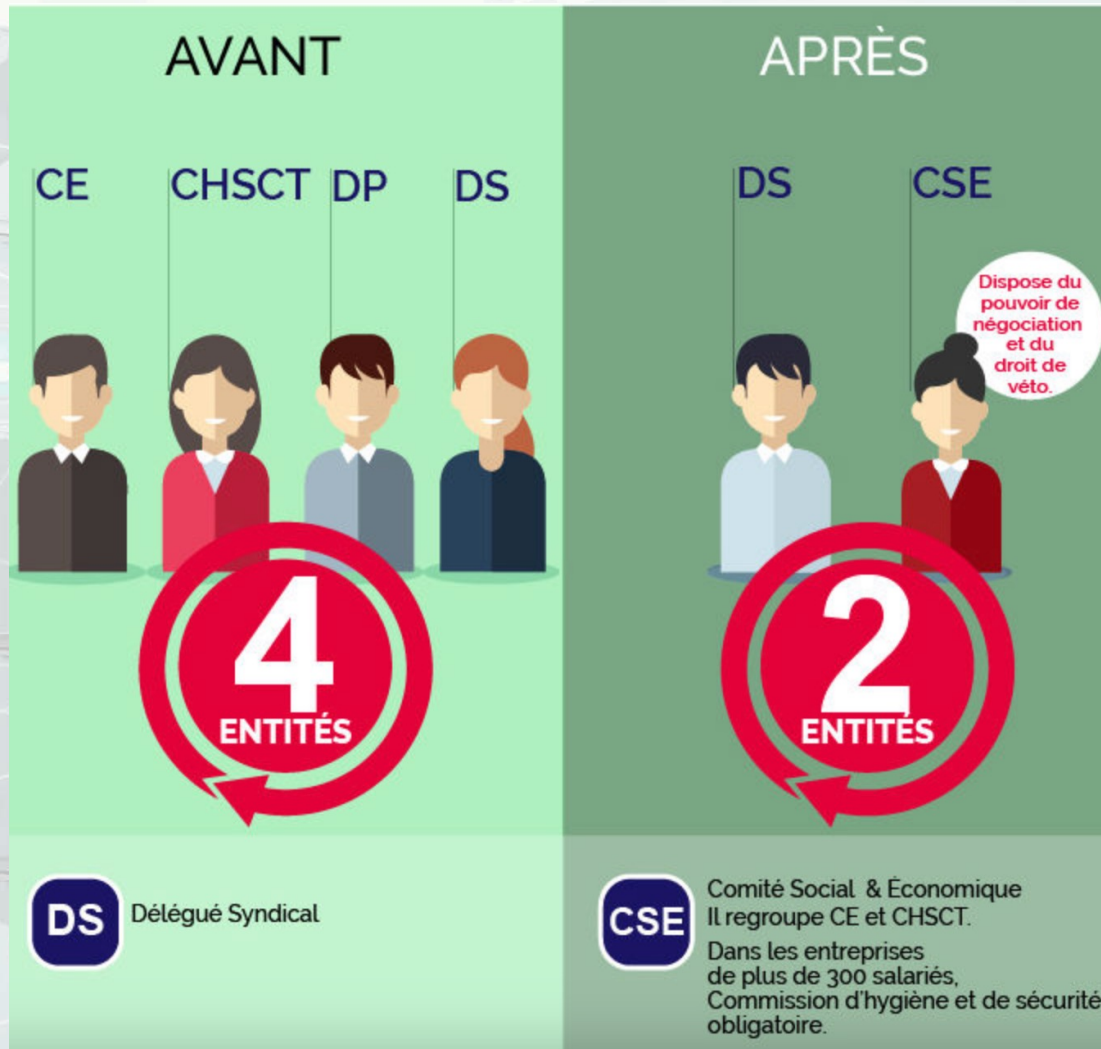 AVANT
CE
CHSCT
DP
DS
4
ENTITÉS
DS
Délégué Syndical
APRÈS
DS
CSE
Dispose du
pouvoir de
négociation
et du
droit de
véto.
2
ENTITÉS
CSE
Comité Social & Économique
Il regroupe CE et CHSCT.
Dans les entreprises
de plus de 300 salariés,
Commission d'hygiène et de sécurité
obligatoire.